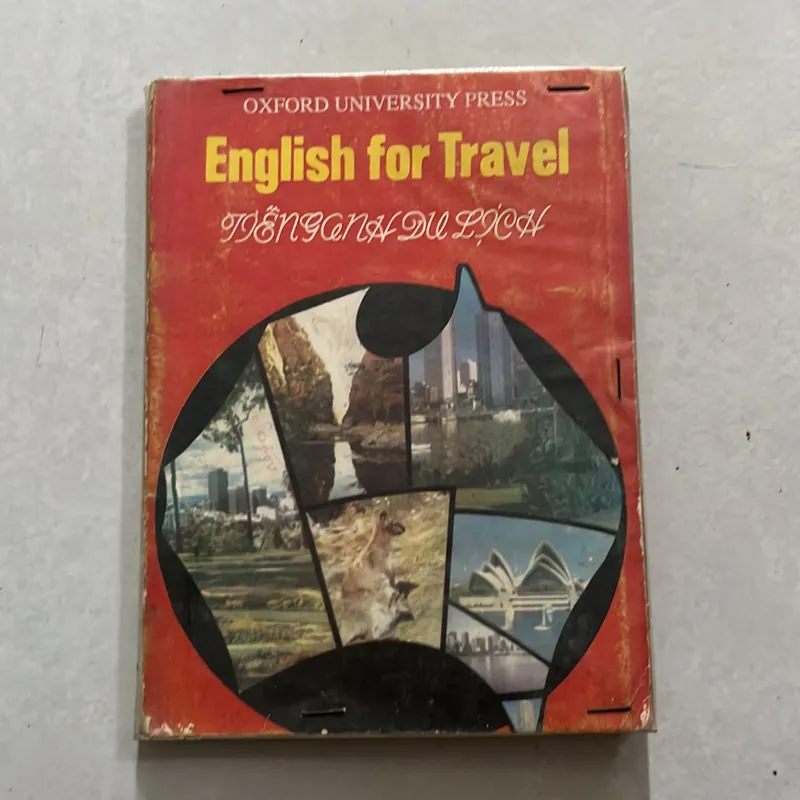 OXFORD UNIVERSITY PRESS
English for Travel
TIẾNG ANH DU LỊCH